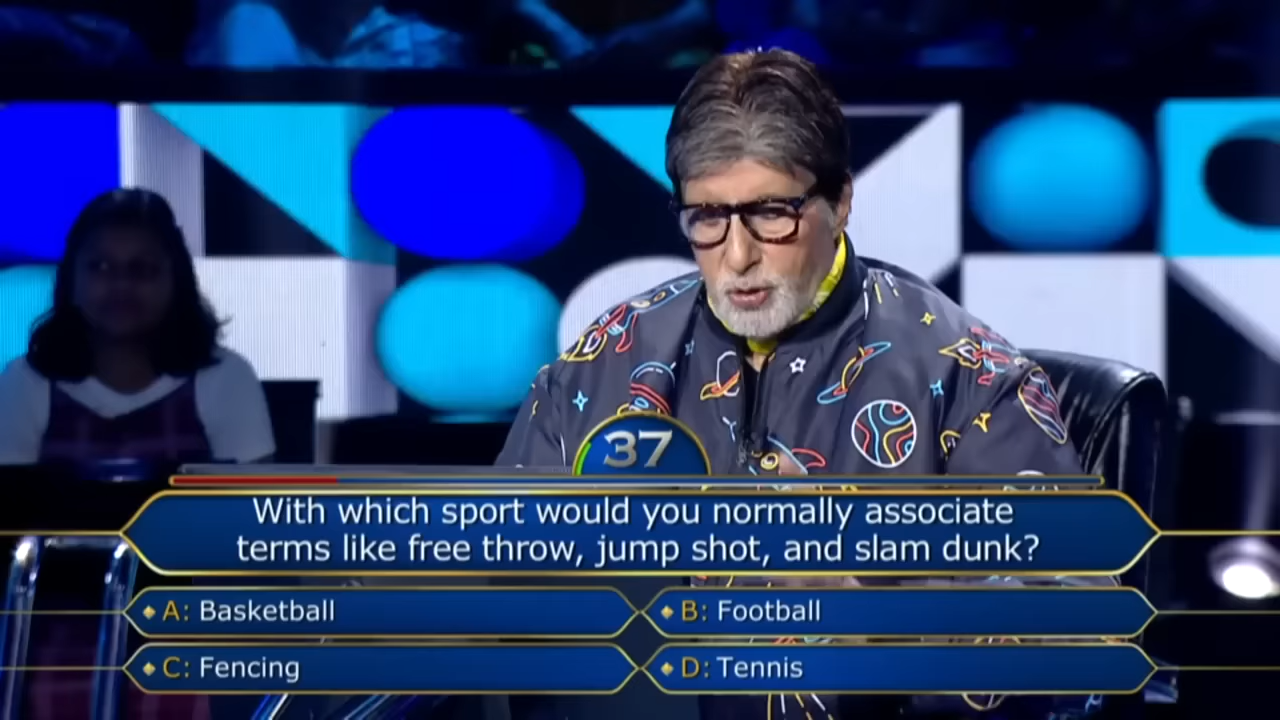 37
With which sport would you normally associate
terms like free throw, jump shot, and slam dunk?
A: Basketball
B: Football
C: Fencing
D: Tennis